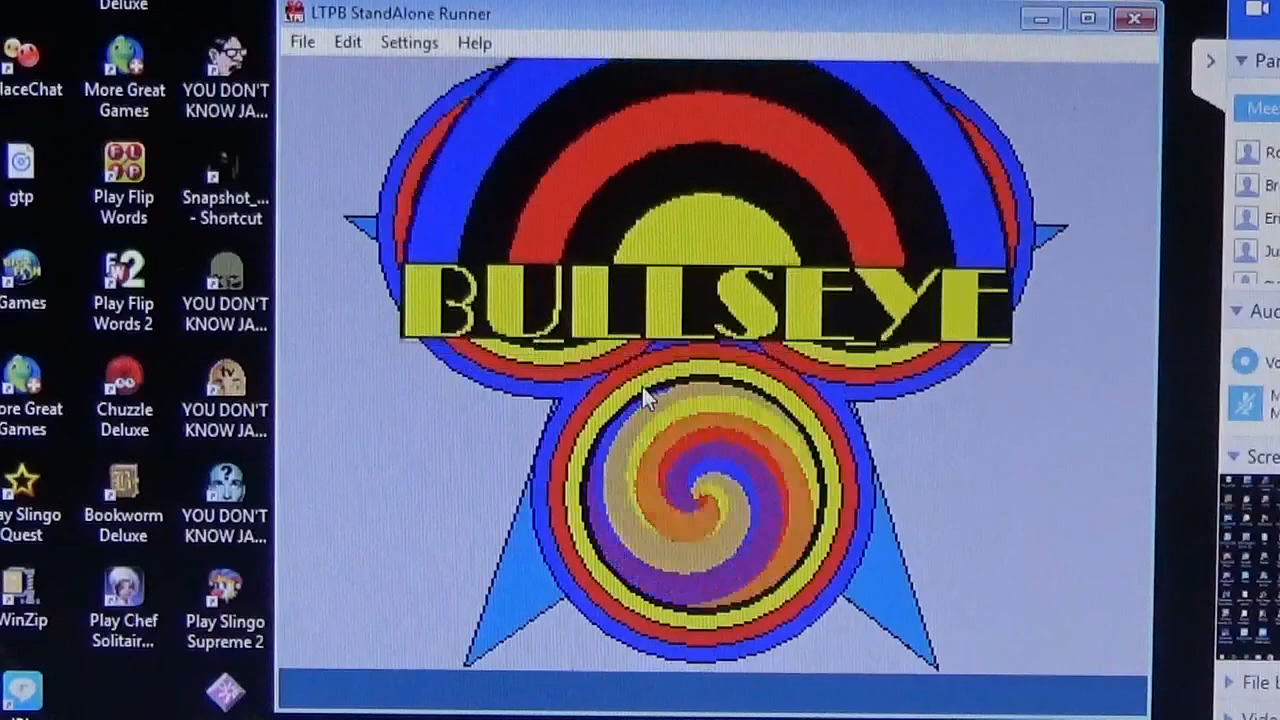 Deluxe
LTPB StandAlone Runner
File Edit Settings Help
laceChat
More Great
Games
YOU DON'T
KNOW JA...
gtp
Play Flip
Words
Snapshot_...
- Shortcut
Games
Play Flip
Words 2
YOU DON'T
KNOW JA...
ore Great
Games
Chuzzle
Deluxe
YOU DON'T
KNOW JA...
ay Slingo
Quest
Bookworm
Deluxe
YOU DON'T
KNOW JA...
WinZip
Play Chef
Solitair...
Play Slingo
Supreme 2
BULLSEYE
Par
Mee
Ro
Br
En
Ju
Aud
Vo
M
M
Scre
File b